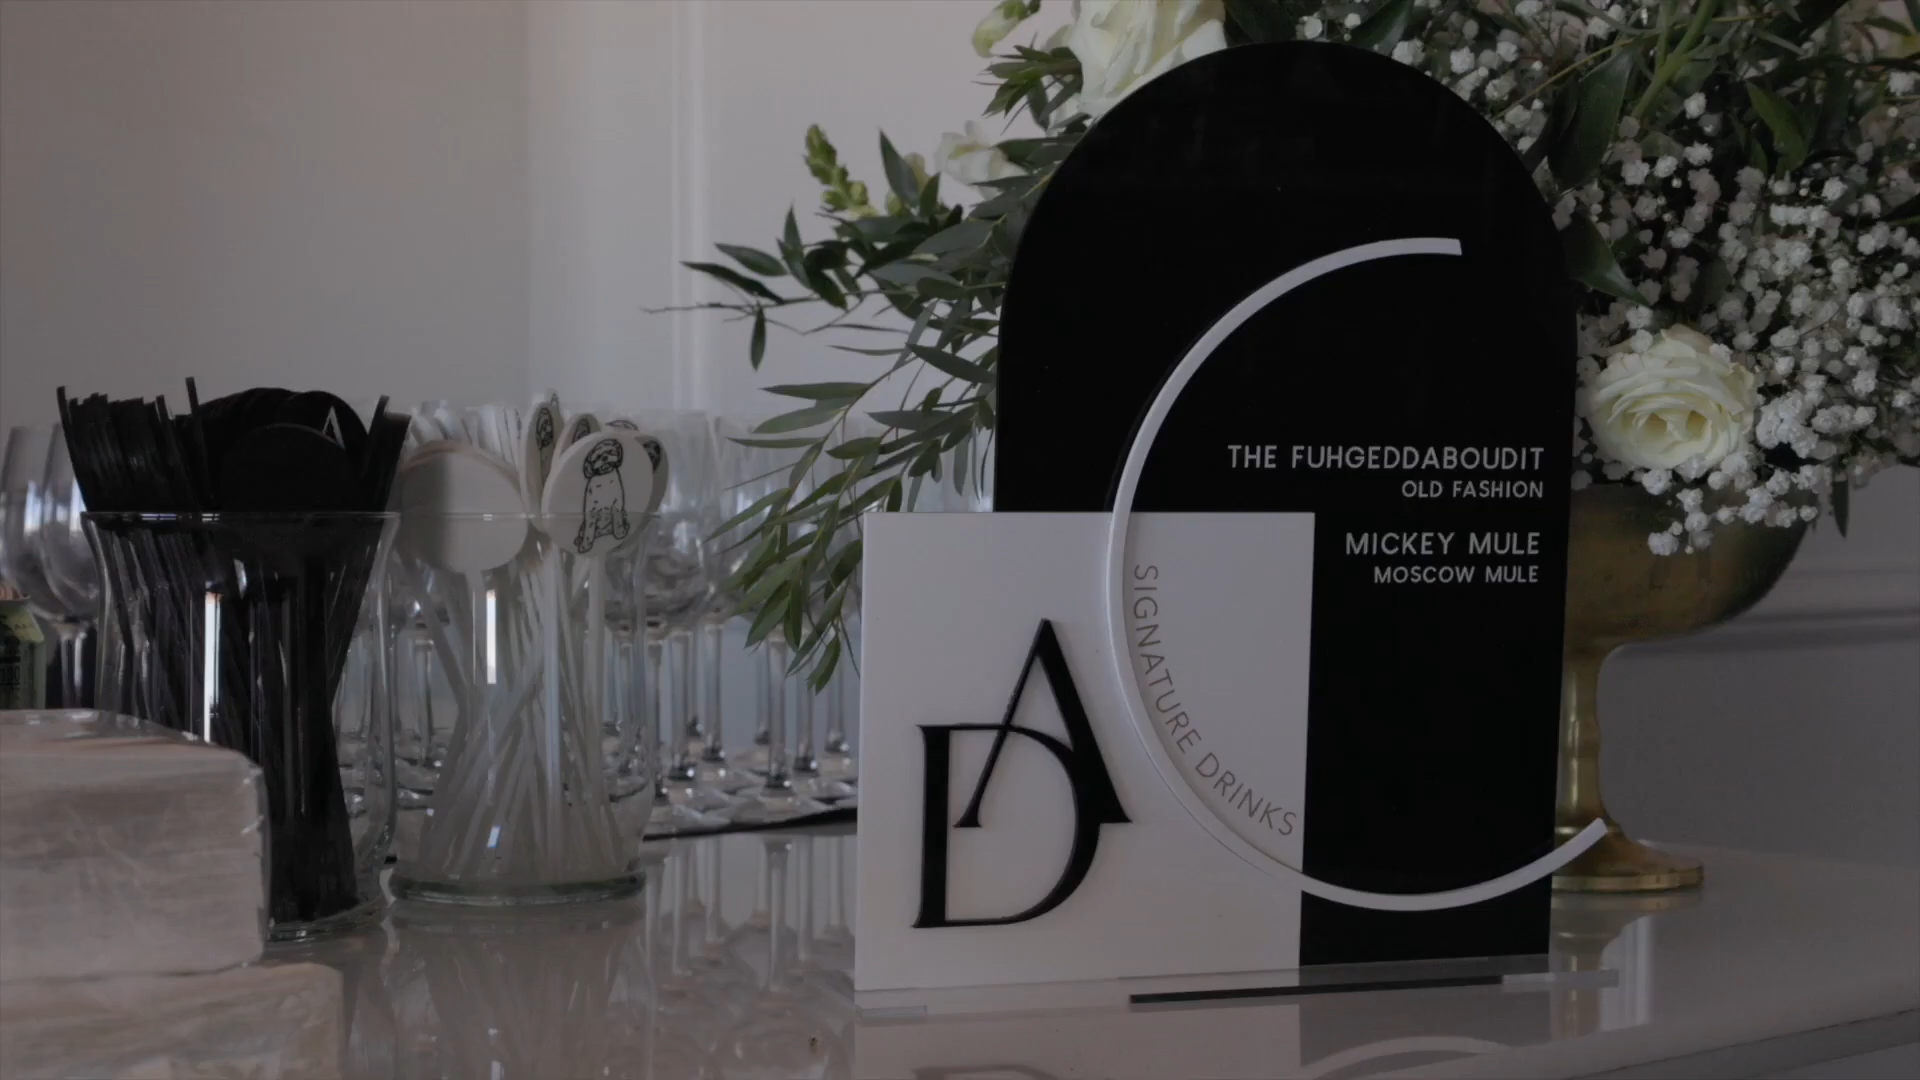 THE FUHGEDDABOUDIT
OLD FASHION
MICKEY MULE
MOSCOW MULE
SIGNATURE DRINKS
DA
A